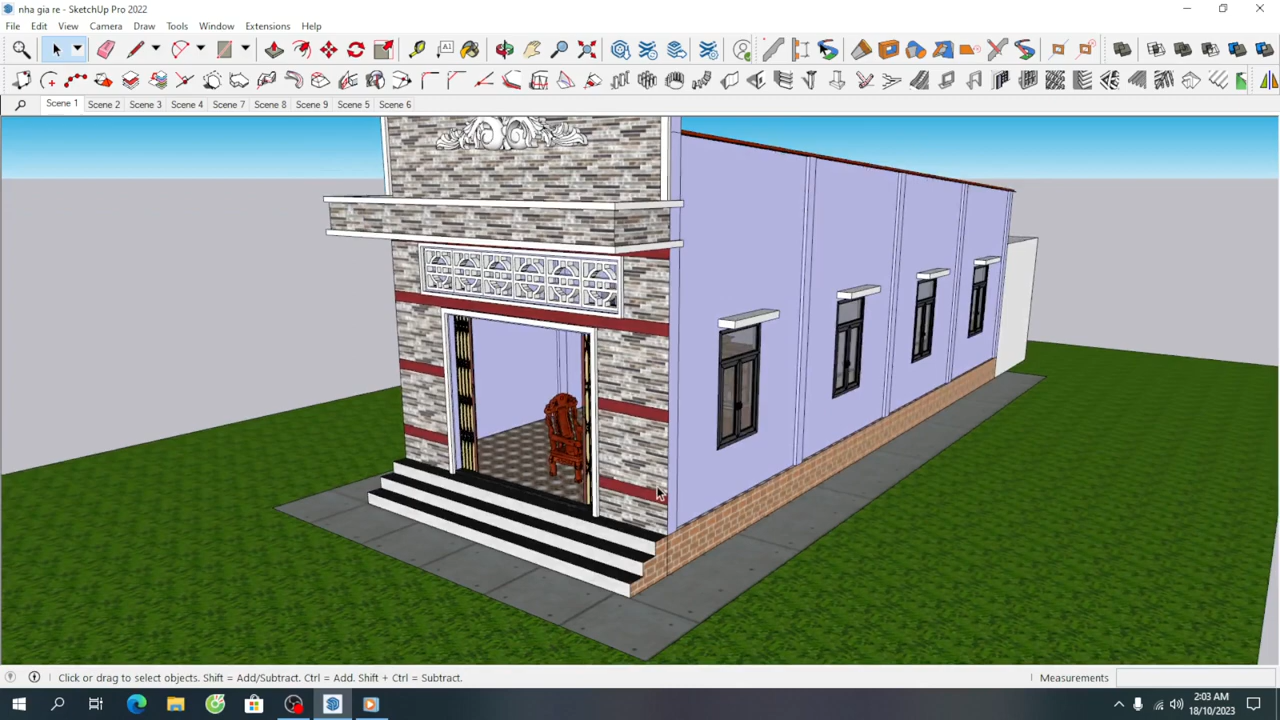 nha gia re - SketchUp Pro 2022
File Edit View Camera Draw Tools Window Extensions Help
A1
Scene 1 Scene 2 Scene 3 Scene 4 Scene 7 Scene 8 Scene 9 Scene 5 Scene 6
Click or drag to select objects. Shift = Add/Subtract. Ctrl = Add. Shift + Ctrl = Subtract.
Measurements
2:03 AM
18/10/2023